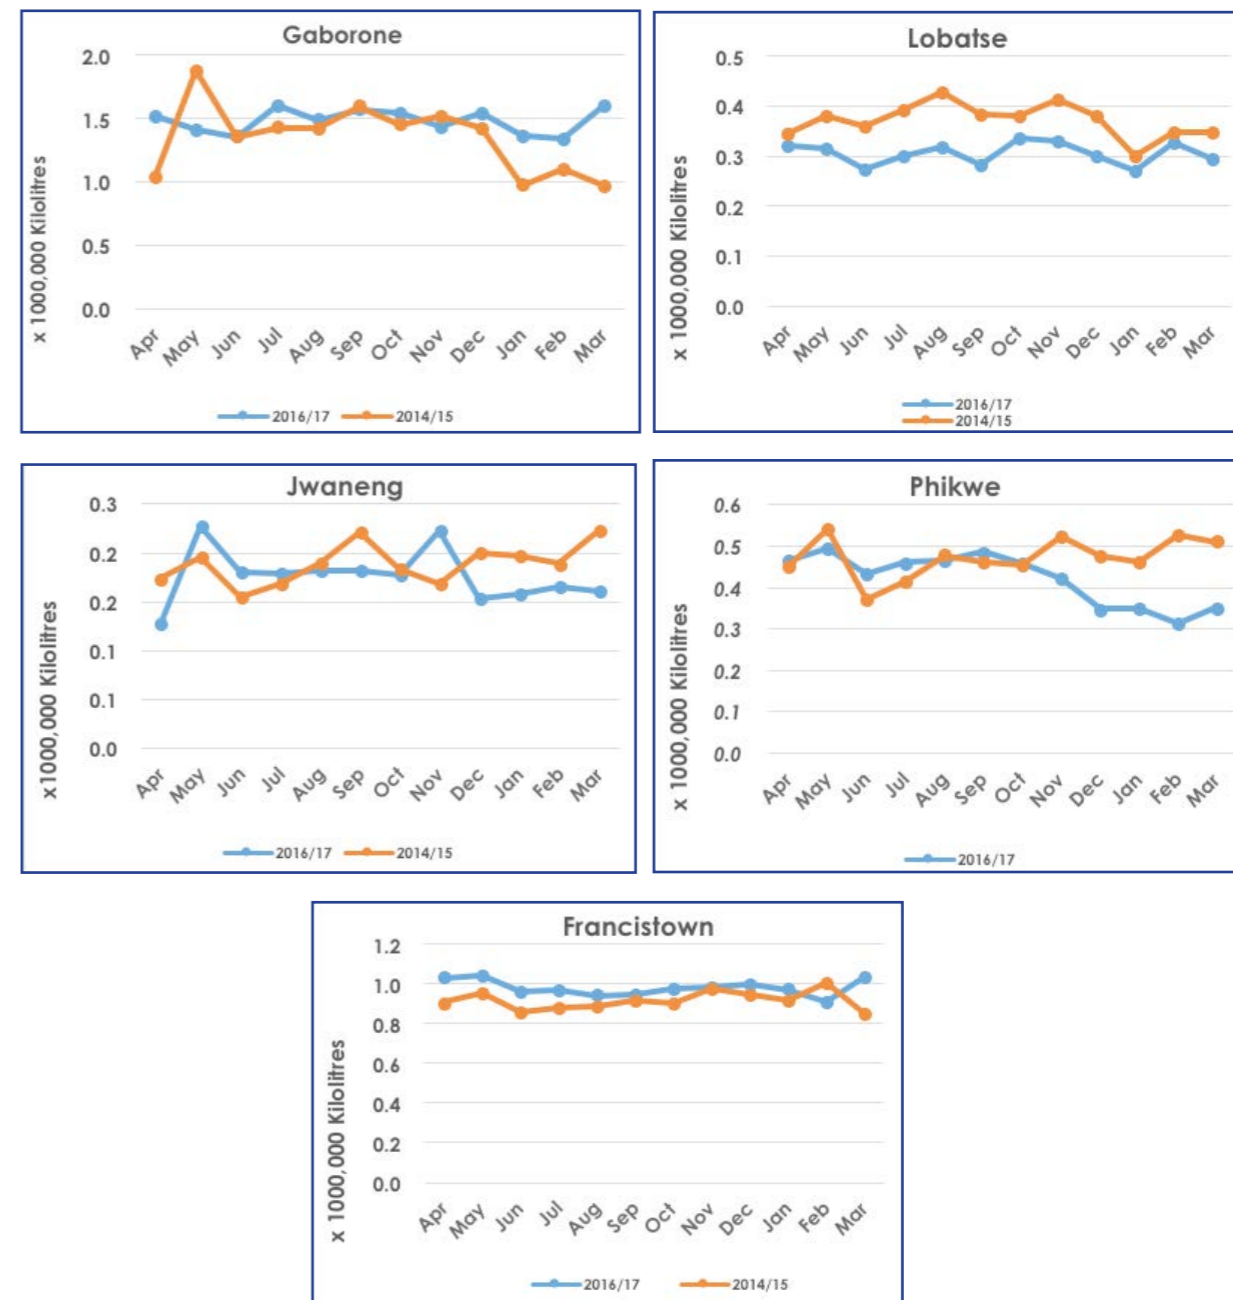 Gaborone
x 1000,000 Kilolitres
2.0
1.5
1.0
0.5
0.0
Apr May Jun Jul Aug Sep Oct Nov Dec Jan Feb Mar
2016/17 2014/15
Lobatse
x 1000,000 Kilolitres
0.5
0.4
0.3
0.2
0.1
0.0
Apr May Jun Jul Aug Sep Oct Nov Dec Jan Feb Mar
2016/17
2014/15
Jwaneng
x1000,000 Kilolitres
0.3
0.2
0.2
0.1
0.1
0.0
Apr May Jun Jul Aug Sep Oct Nov Dec Jan Feb Mar
2016/17 2014/15
Phikwe
x 1000,000 Kilolitres
0.6
0.5
0.4
0.3
0.2
0.1
0.0
Apr May Jun Jul Aug Sep Oct Nov Dec Jan Feb Mar
2016/17
Francistown
x 1000,000 Kilolitres
1.2
1.0
0.8
0.6
0.4
0.2
0.0
Apr May Jun Jul Aug Sep Oct Nov Dec Jan Feb Mar
2016/17 2014/15